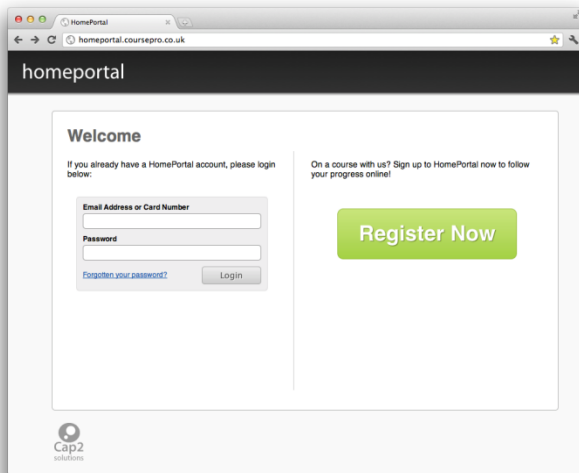 HomePortal
homeportal.coursepro.co.uk
homeportal
Welcome
If you already have a HomePortal account, please login
below:
Email Address or Card Number
Password
Forgotten your password?
Login
On a course with us? Sign up to HomePortal now to follow
your progress online!
Register Now
Cap2
solutions